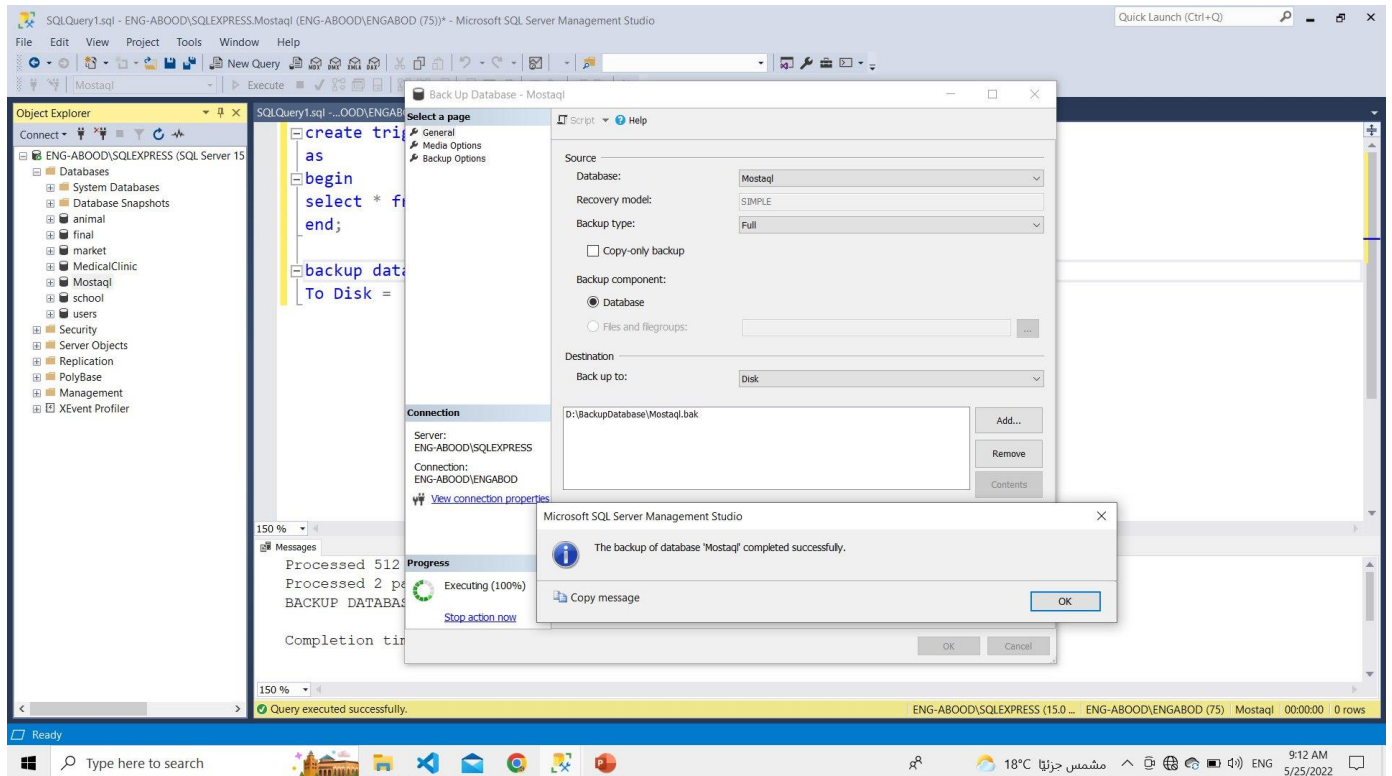 SQLQuery1.sql - ENG-ABOOD\SQLEXPRESS.Mostaql (ENG-ABOOD\ENGABOD (75))* - Microsoft SQL Server Management Studio
Quick Launch (Ctrl+Q)
File Edit View Project Tools Window Help
New Query
Mostaql
Execute
Object Explorer
Connect
ENG-ABOOD\SQLEXPRESS (SQL Server 15
Databases
System Databases
Database Snapshots
animal
final
market
MedicalClinic
Mostaql
school
users
Security
Server Objects
Replication
PolyBase
Management
XEvent Profiler
SQLQuery1.sql -...OOD\ENGAB
create trig
as
begin
select * fr
end;
backup data
To Disk =
150 %
Messages
Processed 512
Processed 2 pa
BACKUP DATABAS
Completion tim
150 %
Back Up Database - Mostaql
Select a page
General
Media Options
Backup Options
Script Help
Source
Database: Mostaql
Recovery model: SIMPLE
Backup type: Full
Copy-only backup
Backup component:
Database
Files and filegroups:
...
Destination
Back up to: Disk
D:\BackupDatabase\Mostaql.bak
Add...
Remove
Contents
Connection
Server:
ENG-ABOOD\SQLEXPRESS
Connection:
ENG-ABOOD\ENGABOD
View connection properties
Progress
Executing (100%)
Stop action now
Microsoft SQL Server Management Studio
The backup of database 'Mostaql' completed successfully.
Copy message
OK
OK Cancel
Query executed successfully.
ENG-ABOOD\SQLEXPRESS (15.0 ... ENG-ABOOD\ENGABOD (75) Mostaql 00:00:00 0 rows
Ready
Type here to search
18°C مشمس جزئيًا
ENG
9:12 AM
5/25/2022